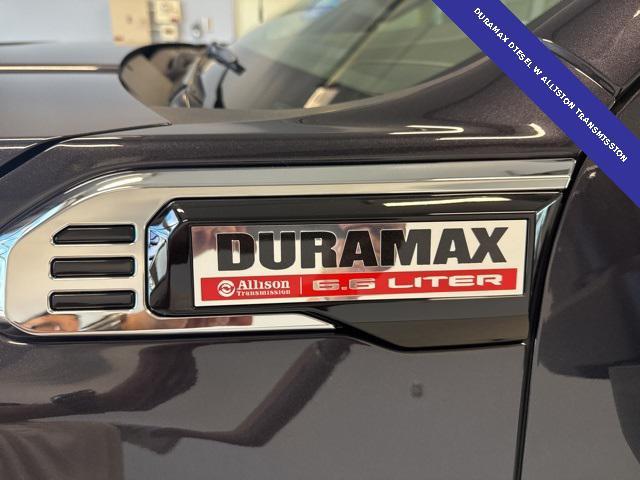 DURAMAX DIESEL W ALLISTON TRANSMISSION
DURAMAX
Allison
Transmission
6.6 LITER